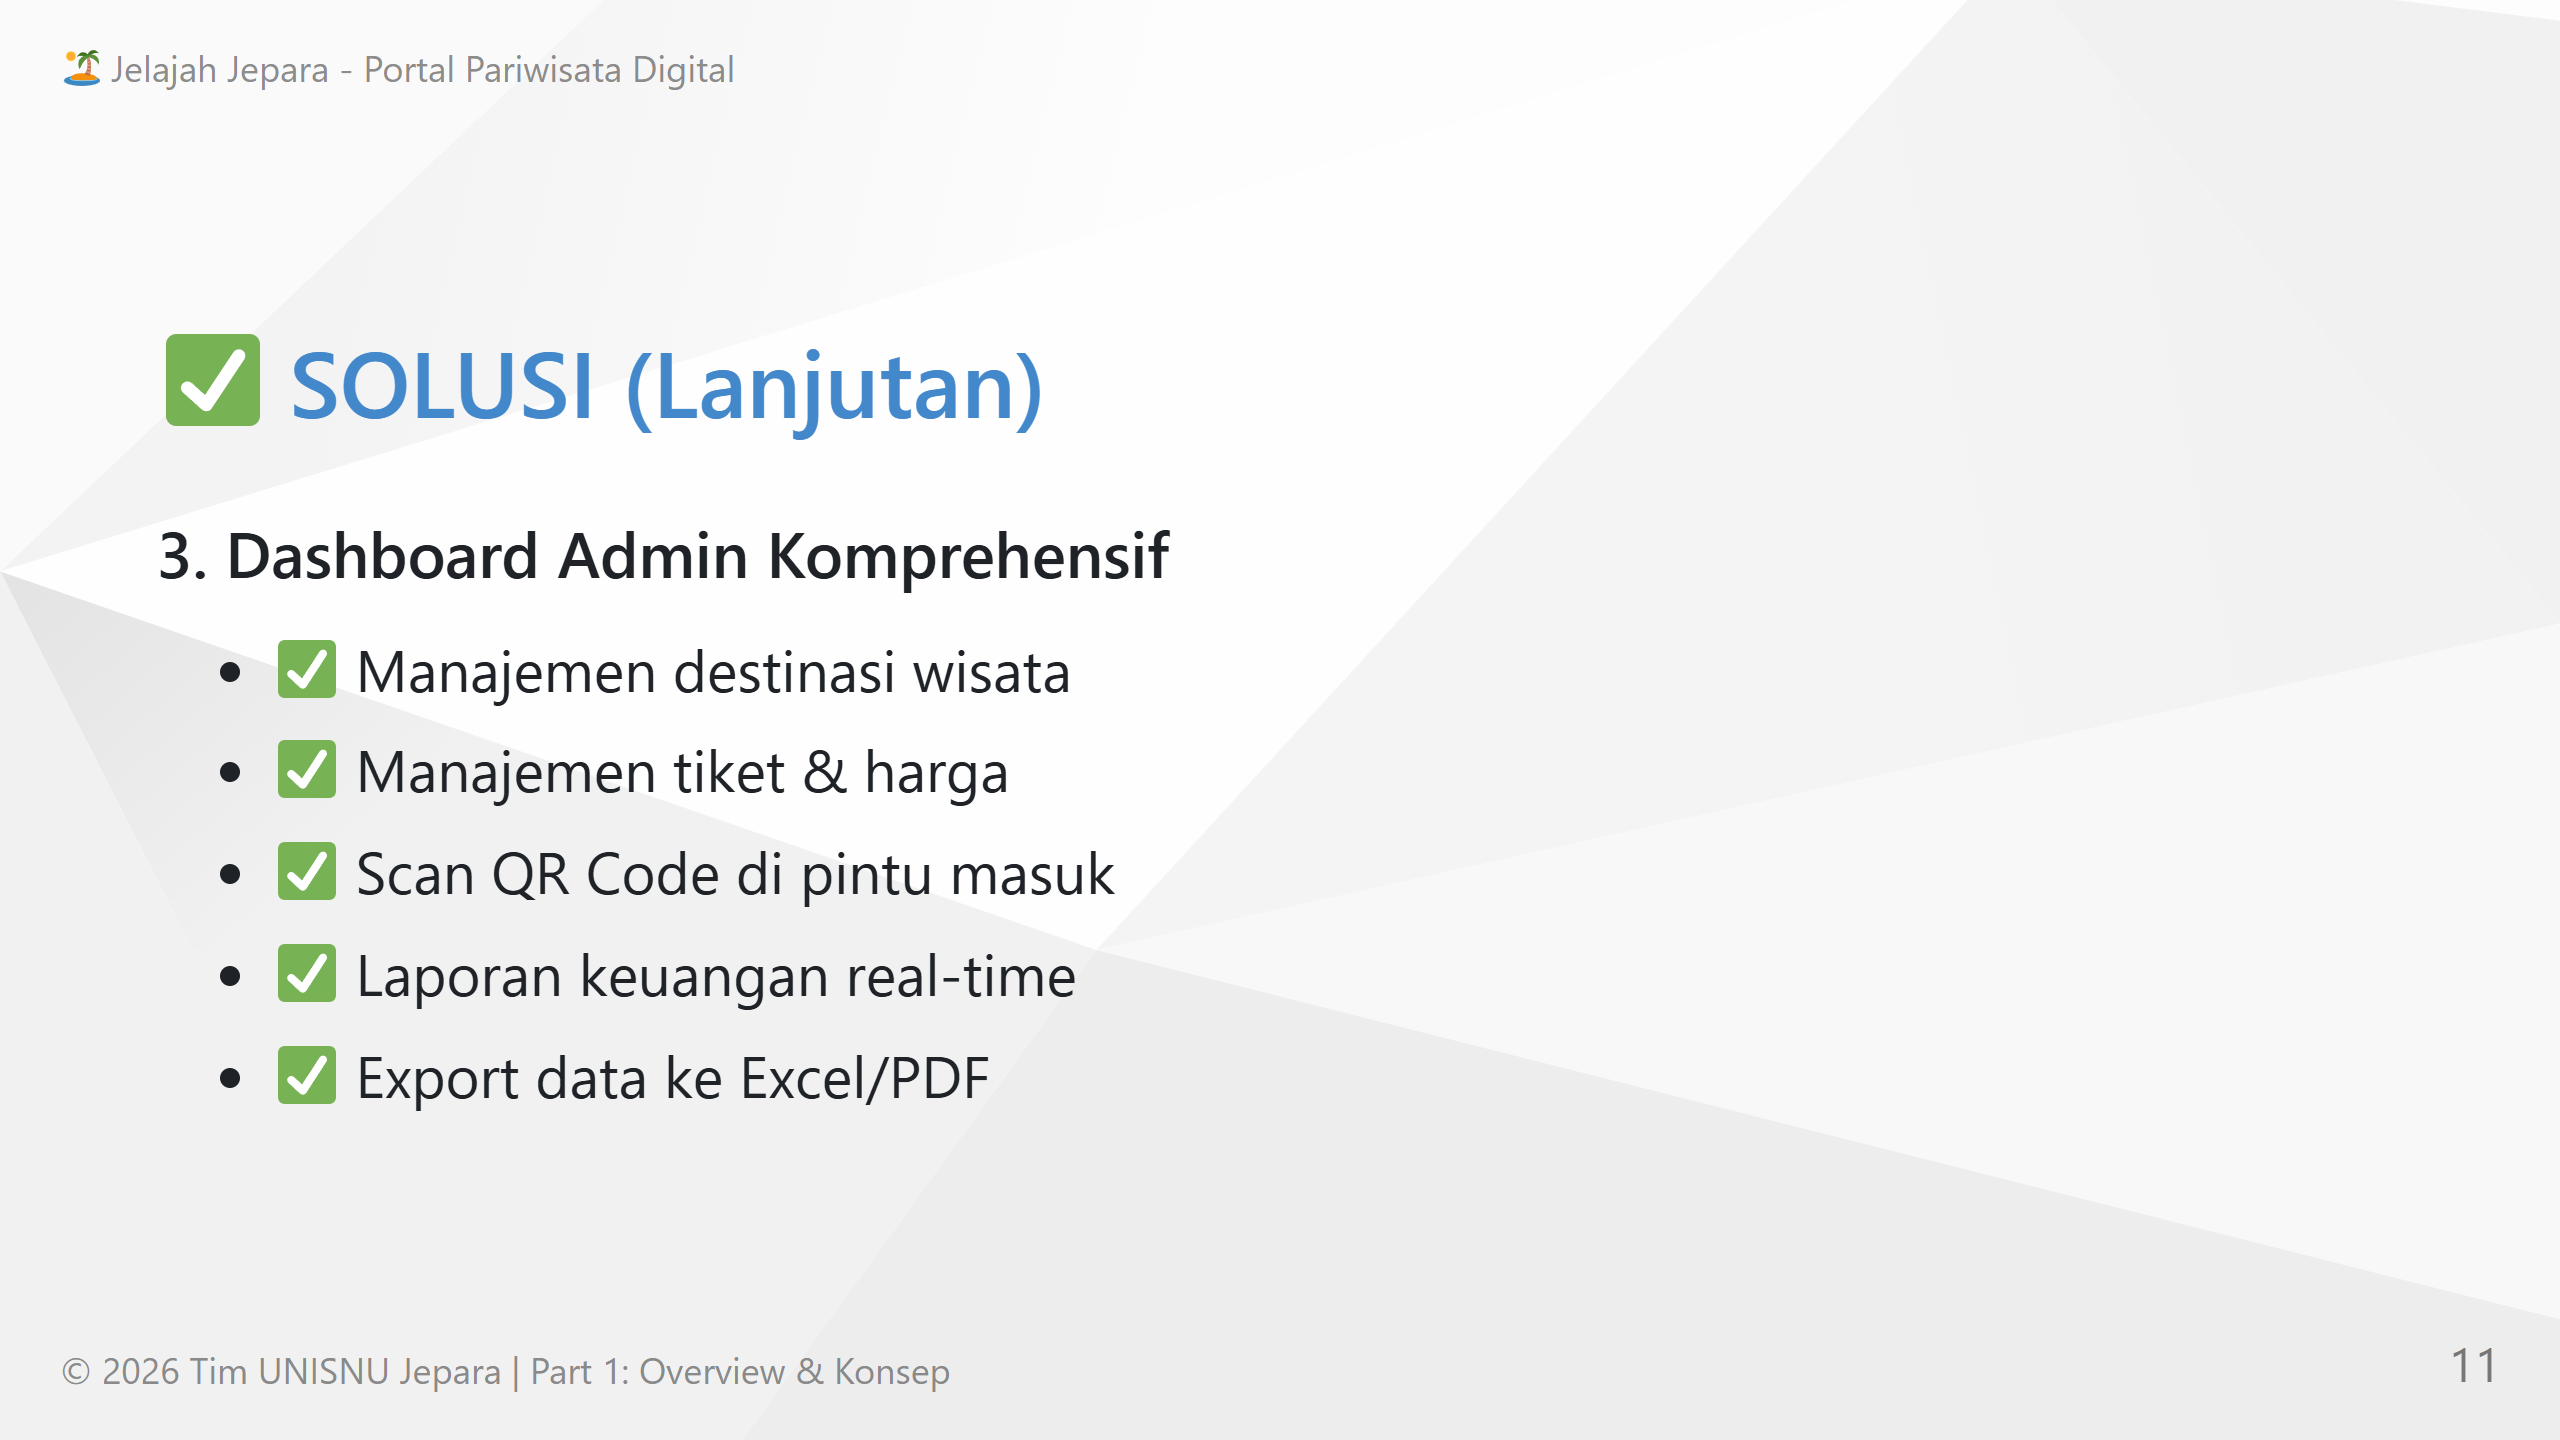 🏝️ Jelajah Jepara - Portal Pariwisata Digital
✅ SOLUSI (Lanjutan)
3. Dashboard Admin Komprehensif
• ✅ Manajemen destinasi wisata
• ✅ Manajemen tiket & harga
• ✅ Scan QR Code di pintu masuk
• ✅ Laporan keuangan real-time
• ✅ Export data ke Excel/PDF
© 2026 Tim UNISNU Jepara | Part 1: Overview & Konsep
11